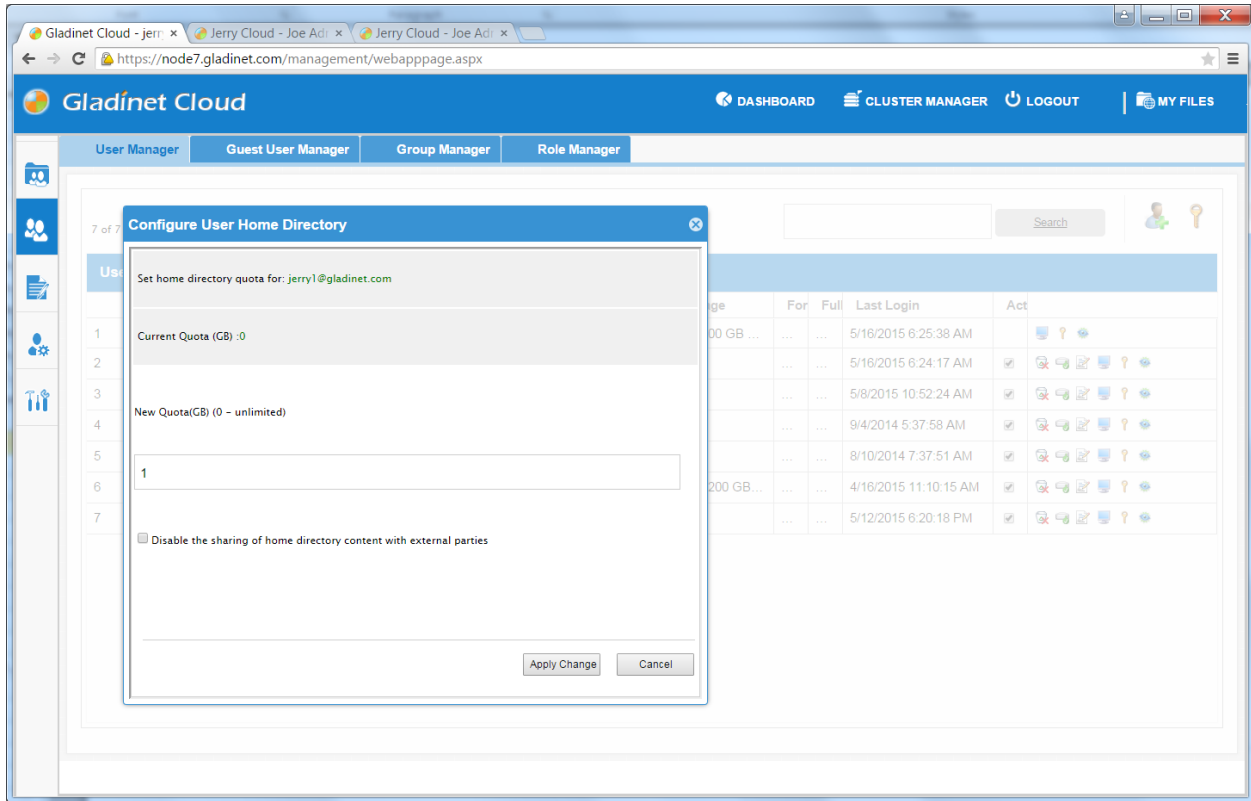 Gladinet Cloud - jerr
Jerry Cloud - Joe Adr
Jerry Cloud - Joe Adr
https://node7.gladinet.com/management/webapppage.aspx
Gladinet Cloud
DASHBOARD
CLUSTER MANAGER
LOGOUT
MY FILES
User Manager
Guest User Manager
Group Manager
Role Manager
7 of 7
Search
Configure User Home Directory
Set home directory quota for: jerry1@gladinet.com
Current Quota (GB) :0
New Quota(GB) (0 - unlimited)
1
Disable the sharing of home directory content with external parties
Apply Change
Cancel
Use
age For Full Last Login Act
1 00 GB ... ... ... 5/16/2015 6:25:38 AM
2 ... ... 5/16/2015 6:24:17 AM
3 ... ... 5/8/2015 10:52:24 AM
4 ... ... 9/4/2014 5:37:58 AM
5 ... ... 8/10/2014 7:37:51 AM
6 200 GB... ... ... 4/16/2015 11:10:15 AM
7 ... ... 5/12/2015 6:20:18 PM